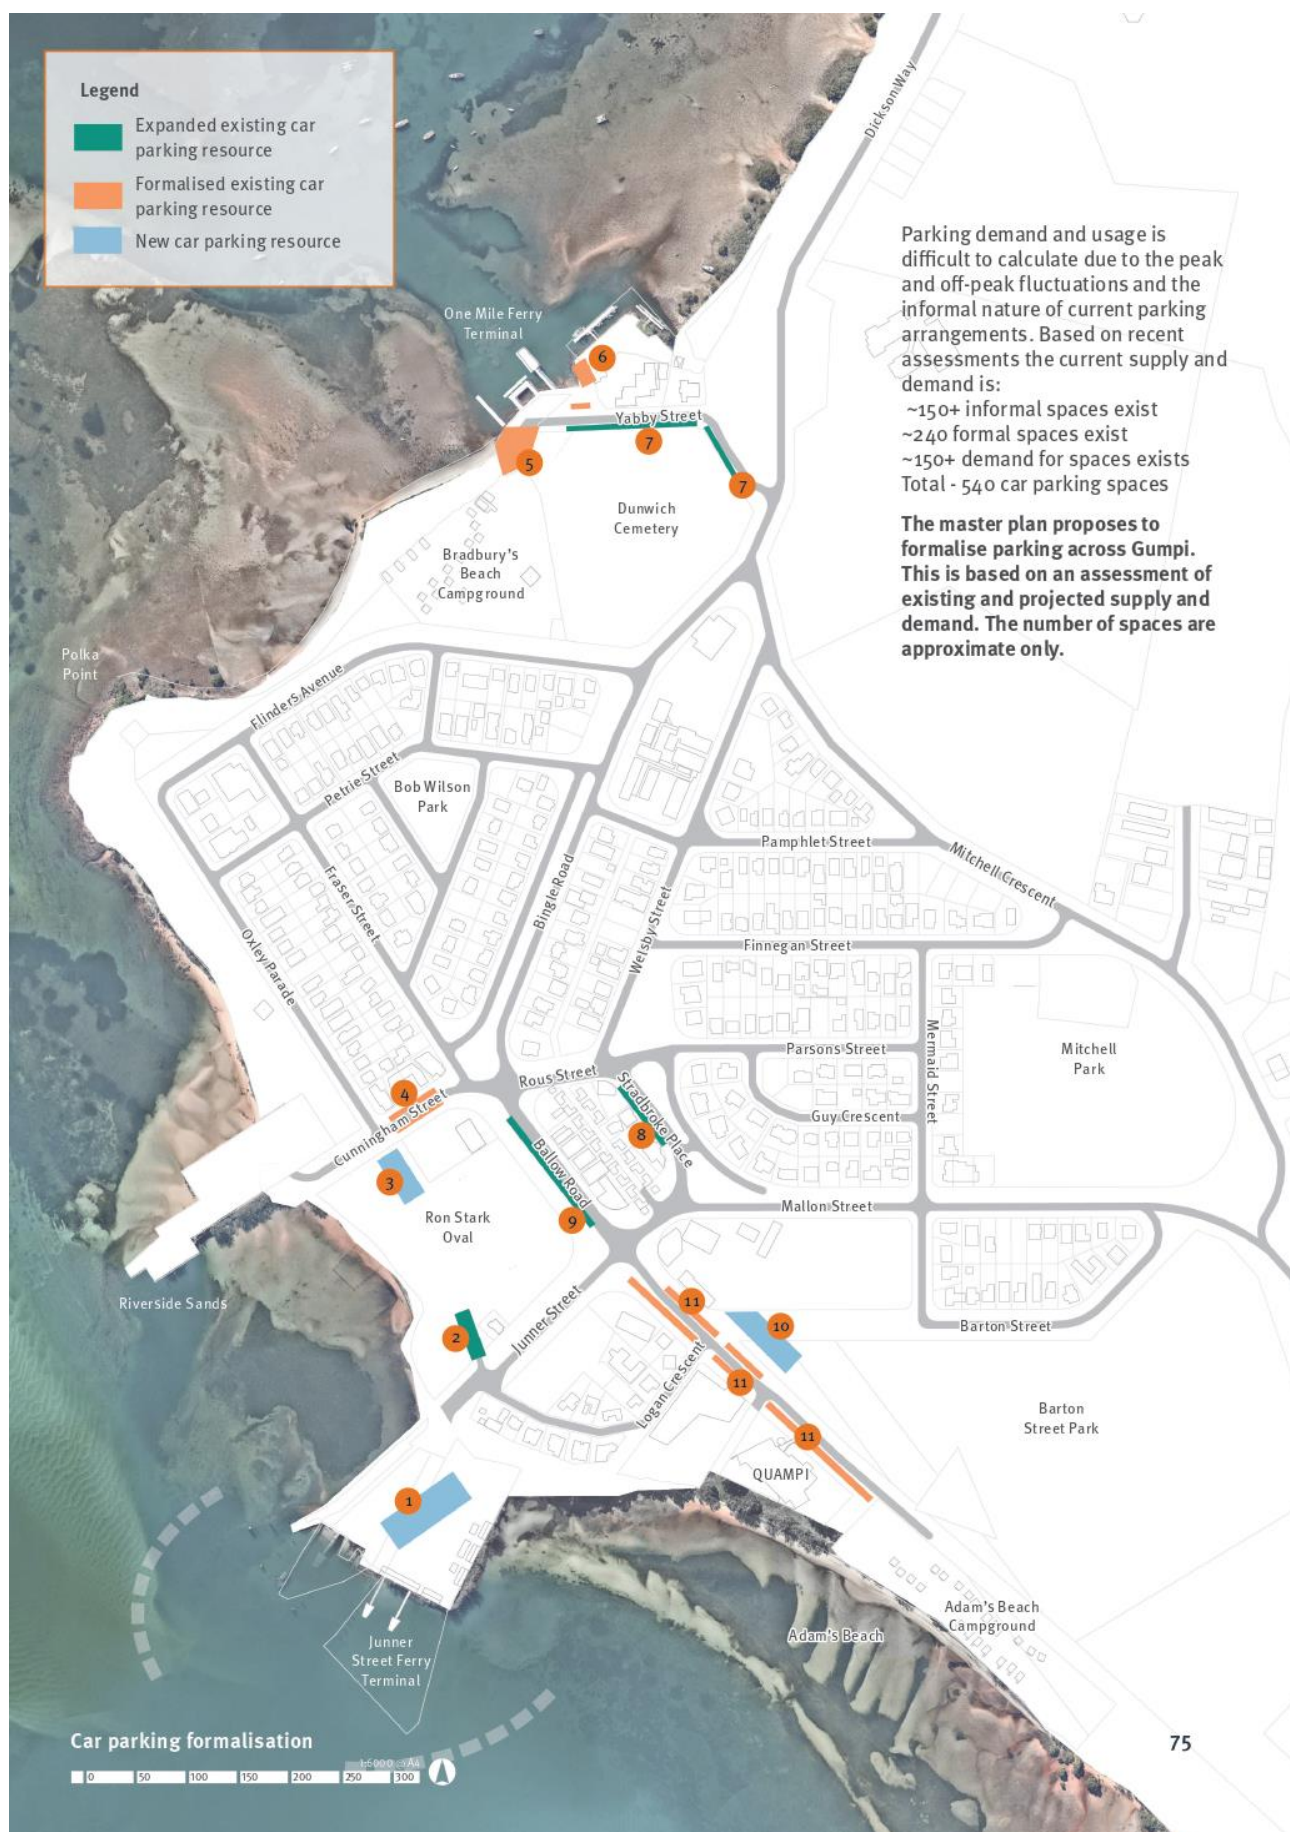 Legend
Expanded existing car
parking resource
Formalised existing car
parking resource
New car parking resource
Dickson Way
Parking demand and usage is
difficult to calculate due to the peak
and off-peak fluctuations and the
informal nature of current parking
arrangements. Based on recent
assessments the current supply and
demand is:
~150+ informal spaces exist
~240 formal spaces exist
~150+ demand for spaces exists
Total - 540 car parking spaces
The master plan proposes to
formalise parking across Gumpi.
This is based on an assessment of
existing and projected supply and
demand. The number of spaces are
approximate only.
One Mile Ferry
Terminal
6
Yabby Street
7
5
7
Dunwich
Cemetery
Bradbury's
Beach
Campground
Polka
Point
Flinders Avenue
Petrie Street
Bob Wilson
Park
Pamphlet Street
Mitchell Crescent
Fraser Street
Bingle Road
Welsby Street
Oxley Parade
Finnegan Street
Mermaid Street
Parsons Street
Mitchell
Park
Rous Street
Stradbroke Place
4
Cunningham Street
Guy Crescent
8
Ballow Road
3
Mallon Street
Ron Stark
Oval
9
Riverside Sands
11
10
Junner Street
2
Barton Street
Logan Crescent
11
Barton
Street Park
11
QUAMPI
1
Adam's Beach
Campground
Adam's Beach
Junner
Street Ferry
Terminal
Car parking formalisation
75
1:6000 @A4
0 50 100 150 200 250 300